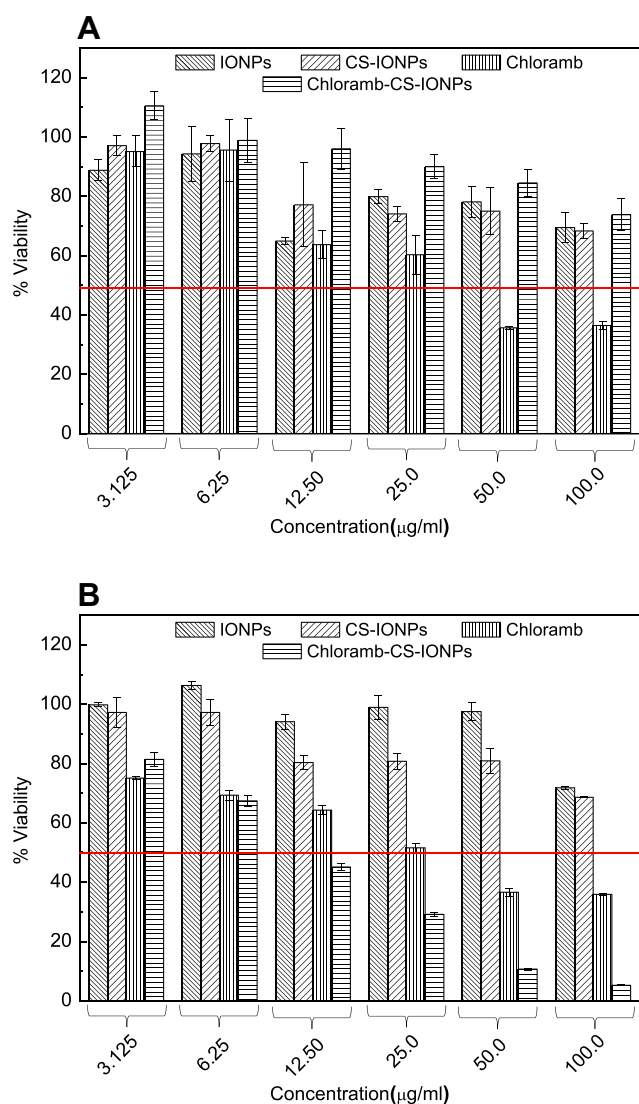 A
IONPs CS-IONPs Chloramb
Chloramb-CS-IONPs
120
100
80
60
40
20
0
% Viability
3.125 6.25 12.50 25.0 50.0 100.0
Concentration(μg/ml)
B
IONPs CS-IONPs Chloramb
Chloramb-CS-IONPs
120
100
80
60
40
20
0
% Viability
3.125 6.25 12.50 25.0 50.0 100.0
Concentration(μg/ml)